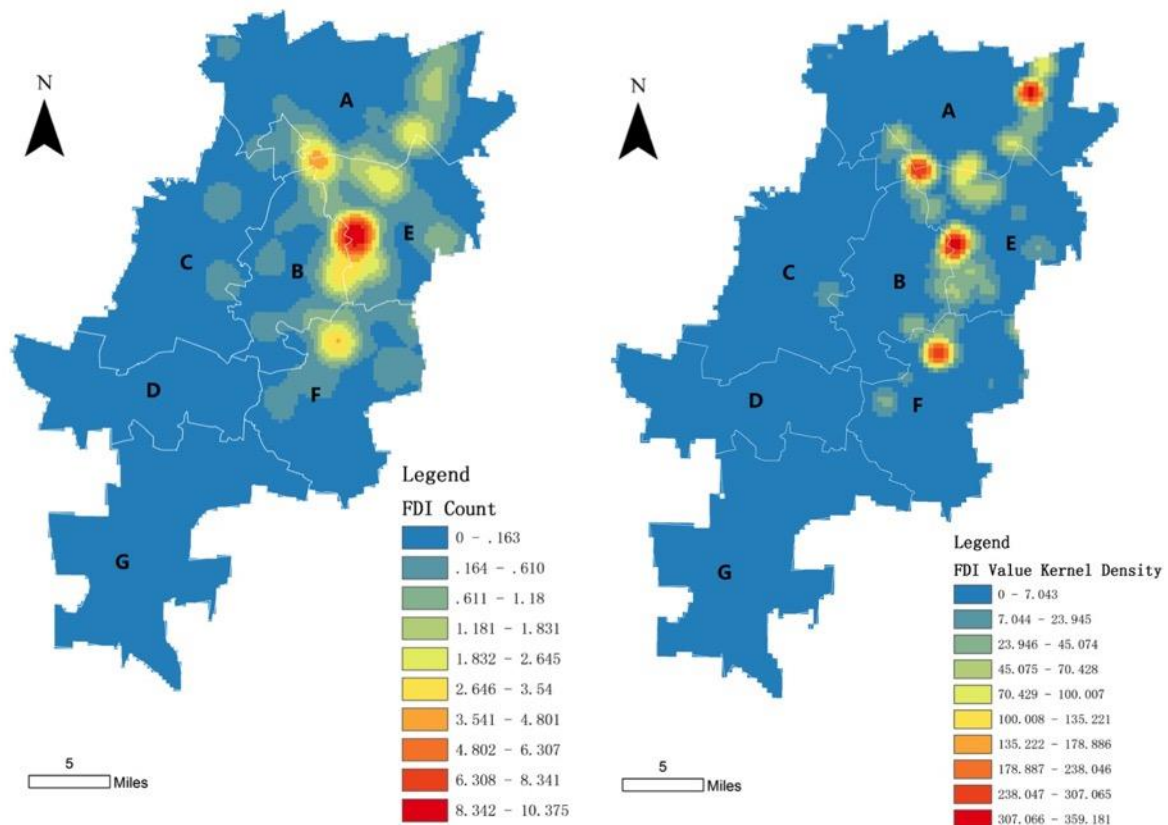 N
A
B
C
D
E
F
G
5
Miles
Legend
FDI Count
0 - .163
.164 - .610
.611 - 1.18
1.181 - 1.831
1.832 - 2.645
2.646 - 3.54
3.541 - 4.801
4.802 - 6.307
6.308 - 8.341
8.342 - 10.375
N
A
B
C
D
E
F
G
5
Miles
Legend
FDI Value Kernel Density
0 - 7.043
7.044 - 23.945
23.946 - 45.074
45.075 - 70.428
70.429 - 100.007
100.008 - 135.221
135.222 - 178.886
178.887 - 238.046
238.047 - 307.065
307.066 - 359.181